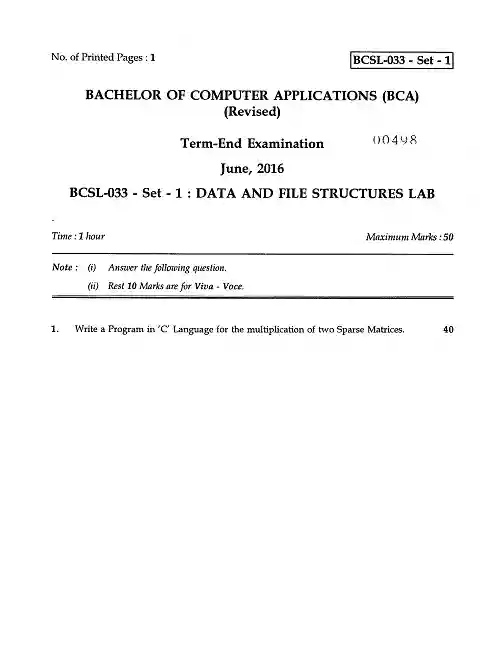 No. of Printed Pages : 1
BCSL-033 - Set - 1
BACHELOR OF COMPUTER APPLICATIONS (BCA)
(Revised)
Term-End Examination
00498
June, 2016
BCSL-033 - Set - 1 : DATA AND FILE STRUCTURES LAB
Time : 1 hour
Maximum Marks : 50
Note : (i) Answer the following question.
(ii) Rest 10 Marks are for Viva - Voce.
1. Write a Program in 'C' Language for the multiplication of two Sparse Matrices. 40